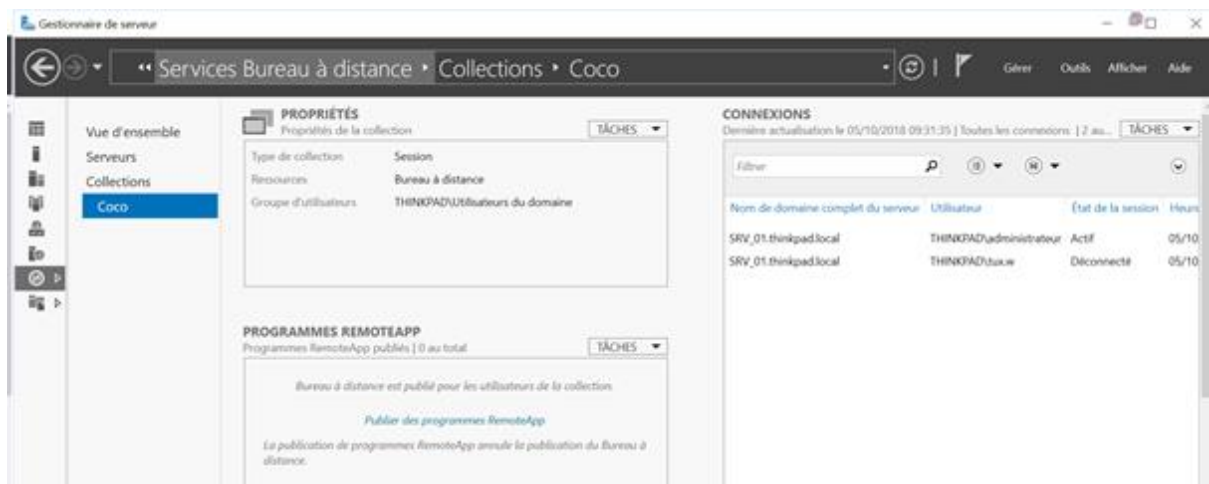 Gestionnaire de serveur
Services Bureau à distance • Collections • Coco
Gérer Outils Afficher Aide
Vue d'ensemble
Serveurs
Collections
Coco
PROPRIÉTÉS
Propriétés de la collection
TÂCHES
Type de collection Session
Ressources Bureau à distance
Groupe d'utilisateurs THINKPAD\Utilisateurs du domaine
PROGRAMMES REMOTEAPP
Programmes RemoteApp publiés | 0 au total
TÂCHES
Bureau à distance est publié pour les utilisateurs de la collection.
Publier des programmes RemoteApp
La publication de programmes RemoteApp annule la publication du Bureau à
distance.
CONNEXIONS
Dernière actualisation le 05/10/2018 09:31:35 | Toutes les connexions | 2 au...
TÂCHES
Filtrer
Nom de domaine complet du serveur Utilisateur État de la session Heure
SRV_01.thinkpad.local THINKPAD\administrateur Actif 05/10
SRV_01.thinkpad.local THINKPAD\tux.w Déconnecté 05/10